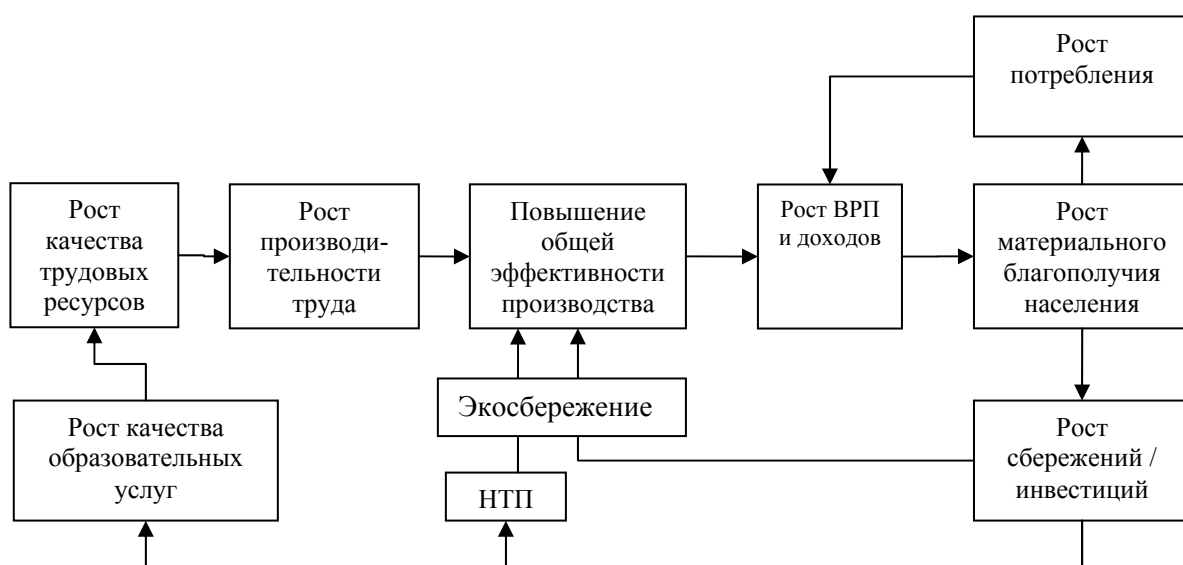 Рост
потребления
Рост
качества
трудовых
ресурсов
Рост
производи-
тельности
труда
Повышение
общей
эффективности
производства
Рост ВРП
и доходов
Рост
материального
благополучия
населения
Рост качества
образовательных
услуг
Экосбережение
НТП
Рост
сбережений /
инвестиций